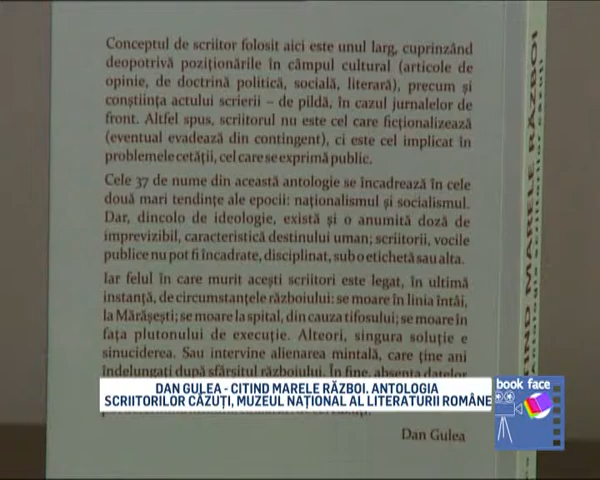 Conceptul de scriitor folosit aici este unul larg, cuprinzând
deopotrivă poziționările în câmpul cultural (articole de
opinie, de doctrină politică, socială, literară), precum și
conștiința actului scrierii – de pildă, în cazul jurnalelor de
front. Altfel spus, scriitorul nu este cel care ficționalizează
(eventual evadează din contingent), ci este cel implicat în
problemele cetății, cel care se exprimă public.
Cele 37 de nume din această antologie se încadrează în cele
două mari tendințe ale epocii: naționalismul și socialismul.
Dar, dincolo de ideologie, există și o anumită doză de
imprevizibil, caracteristică destinului uman; scriitorii, vocile
publice nu pot fi încadrate, disciplinat, sub o etichetă sau alta.
Iar felul în care murit acești scriitori este legat, în ultimă
instanță, de circumstanțele războiului: se moare în linia întâi,
la Mărășești; se moare la spital, din cauza tifosului; se moare în
fața plutonului de execuție. Alteori, singura soluție e
sinuciderea. Sau intervine alienarea mintală, care ține ani
îndelungați după sfârșitul războiului. În fine, absența datelor
Dan Gulea
TIND MARELE RĂZBOI
Antologia scriitorilor căzuți
DAN GULEA - CITIND MARELE RĂZBOI. ANTOLOGIA
SCRIITORILOR CĂZUȚI, MUZEUL NAȚIONAL AL LITERATURII ROMÂNE
book face